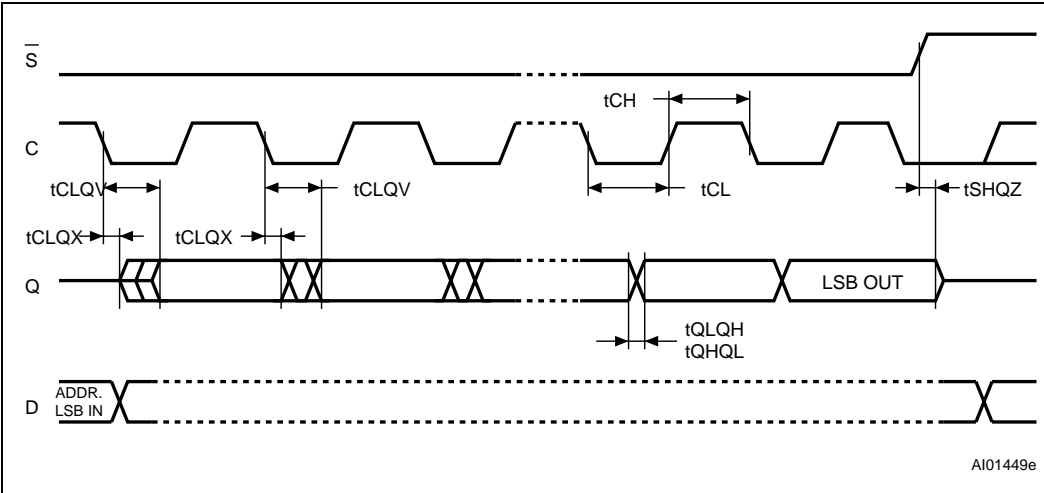 S̅
tCH
C
tCLQV
tCLQV
tCL
tSHQZ
tCLQX
tCLQX
Q
LSB OUT
tQLQH
tQHQL
D
ADDR.
LSB IN
AI01449e